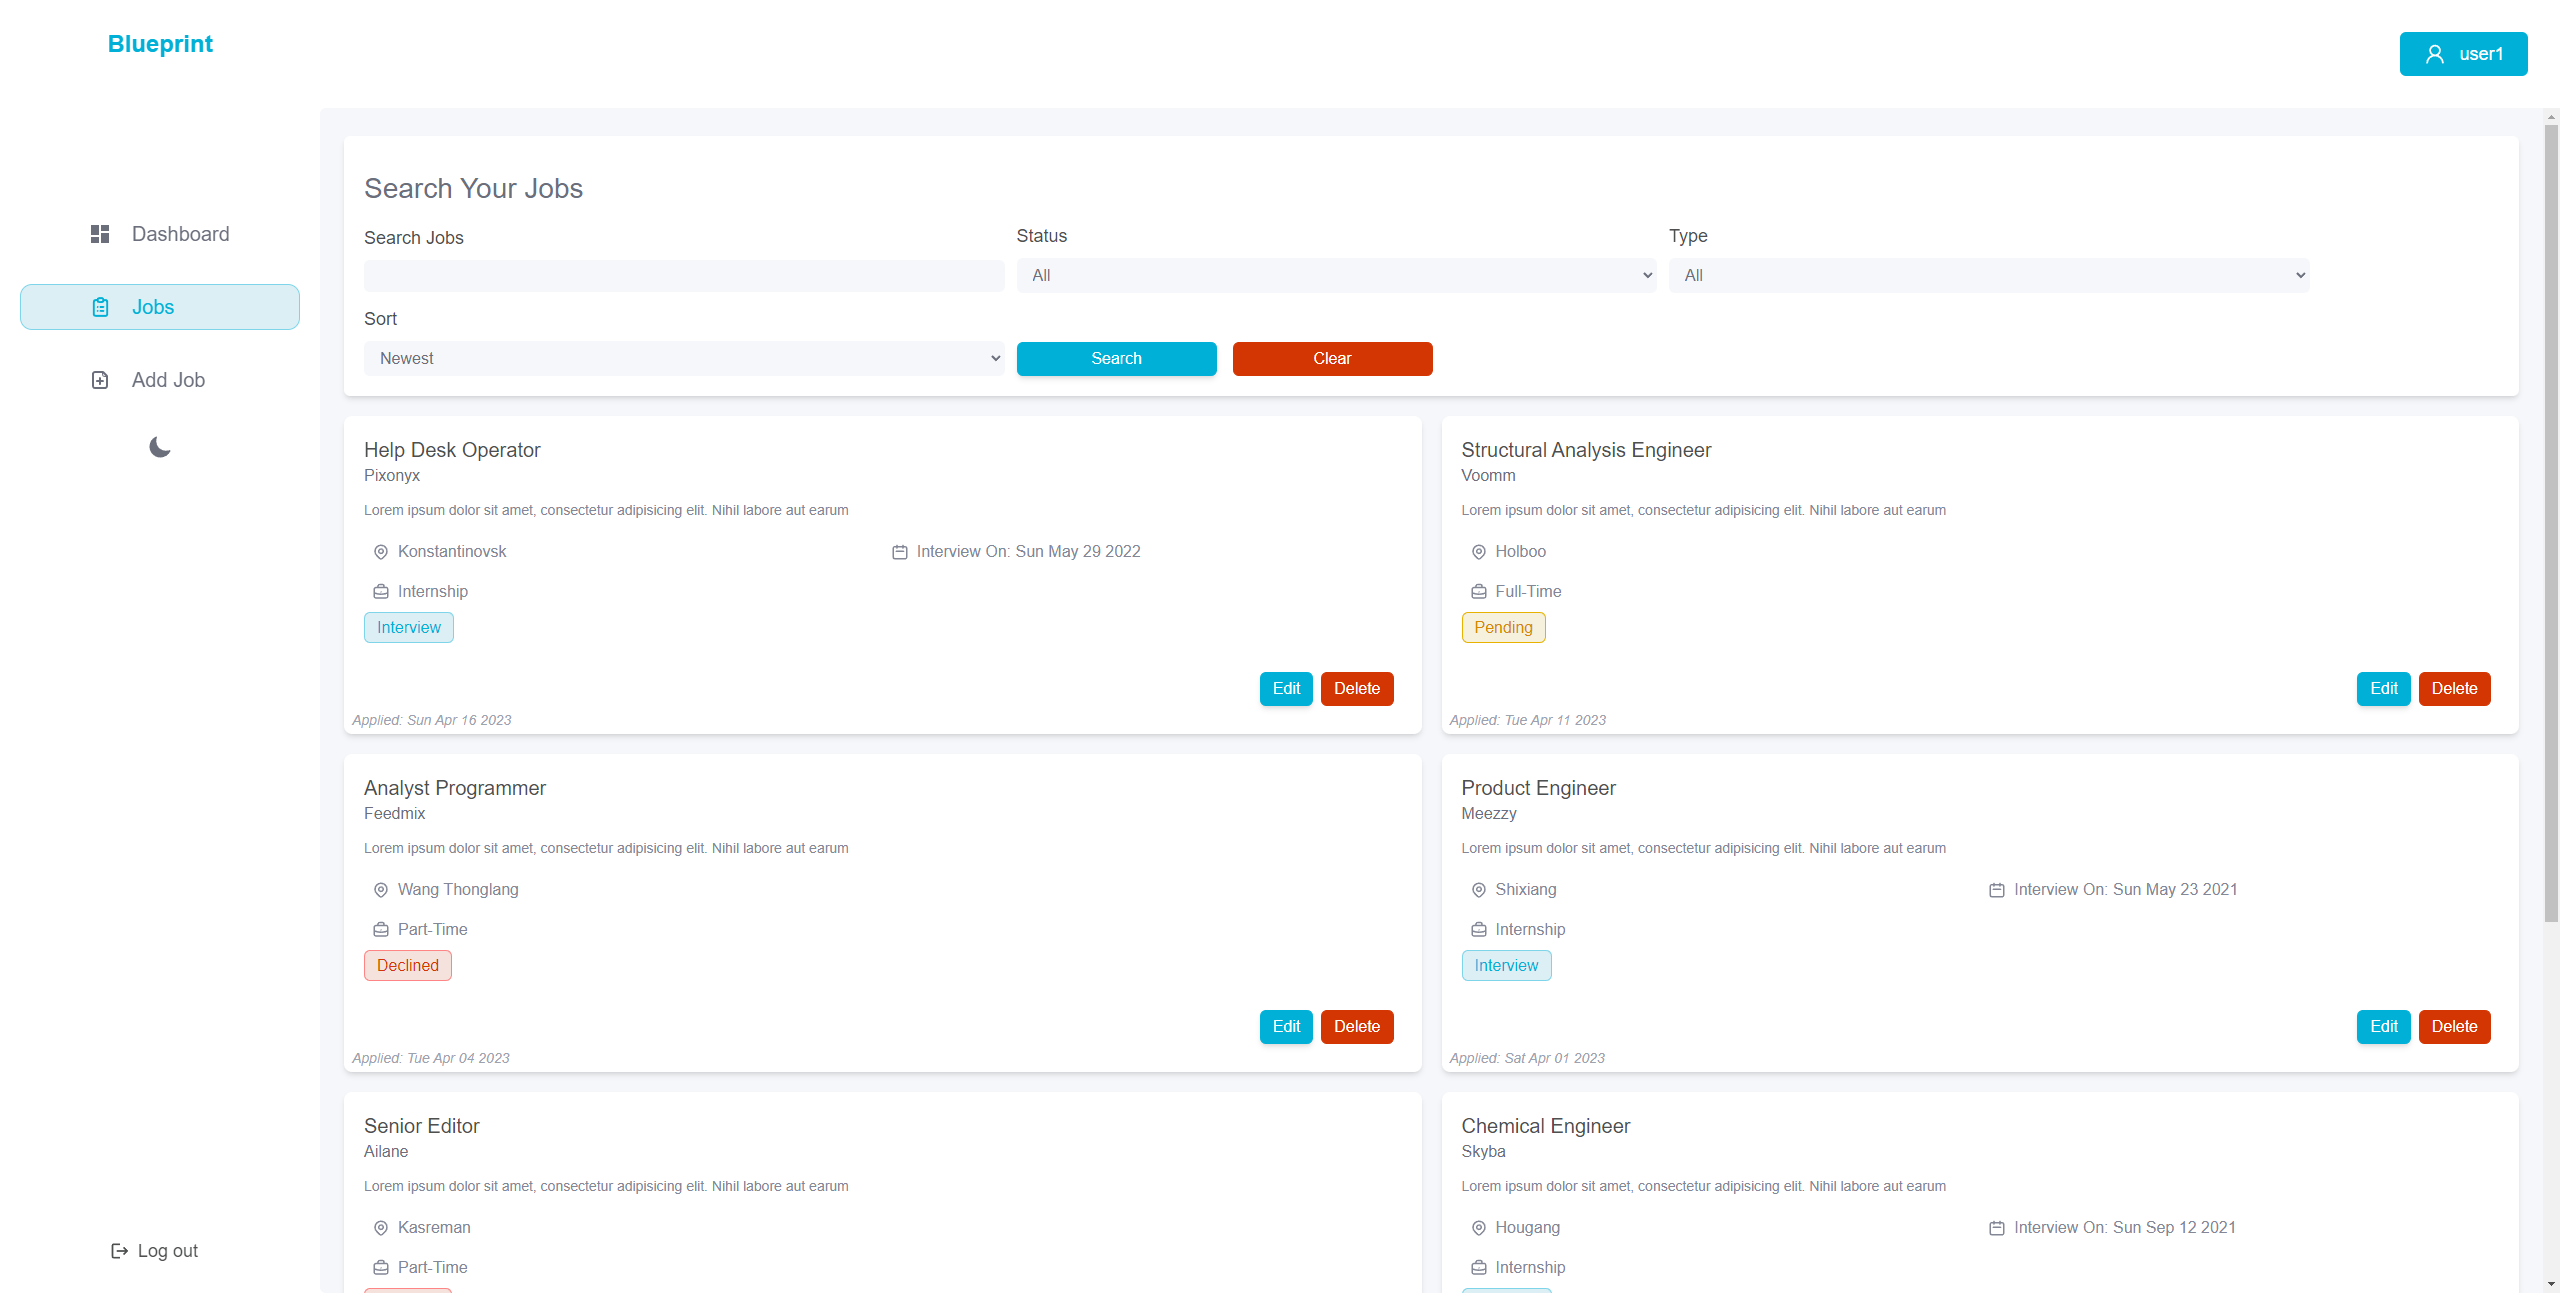 Blueprint
user1
Dashboard
Jobs
Add Job
Log out
Search Your Jobs
Search Jobs
Status
All
Type
All
Sort
Newest
Search
Clear
Help Desk Operator
Pixonyx
Lorem ipsum dolor sit amet, consectetur adipisicing elit. Nihil labore aut earum
Konstantinovsk
Interview On: Sun May 29 2022
Internship
Interview
Edit
Delete
Applied: Sun Apr 16 2023
Structural Analysis Engineer
Voomm
Lorem ipsum dolor sit amet, consectetur adipisicing elit. Nihil labore aut earum
Holboo
Full-Time
Pending
Edit
Delete
Applied: Tue Apr 11 2023
Analyst Programmer
Feedmix
Lorem ipsum dolor sit amet, consectetur adipisicing elit. Nihil labore aut earum
Wang Thonglang
Part-Time
Declined
Edit
Delete
Applied: Tue Apr 04 2023
Product Engineer
Meezzy
Lorem ipsum dolor sit amet, consectetur adipisicing elit. Nihil labore aut earum
Shixiang
Interview On: Sun May 23 2021
Internship
Interview
Edit
Delete
Applied: Sat Apr 01 2023
Senior Editor
Ailane
Lorem ipsum dolor sit amet, consectetur adipisicing elit. Nihil labore aut earum
Kasreman
Part-Time
Chemical Engineer
Skyba
Lorem ipsum dolor sit amet, consectetur adipisicing elit. Nihil labore aut earum
Hougang
Interview On: Sun Sep 12 2021
Internship